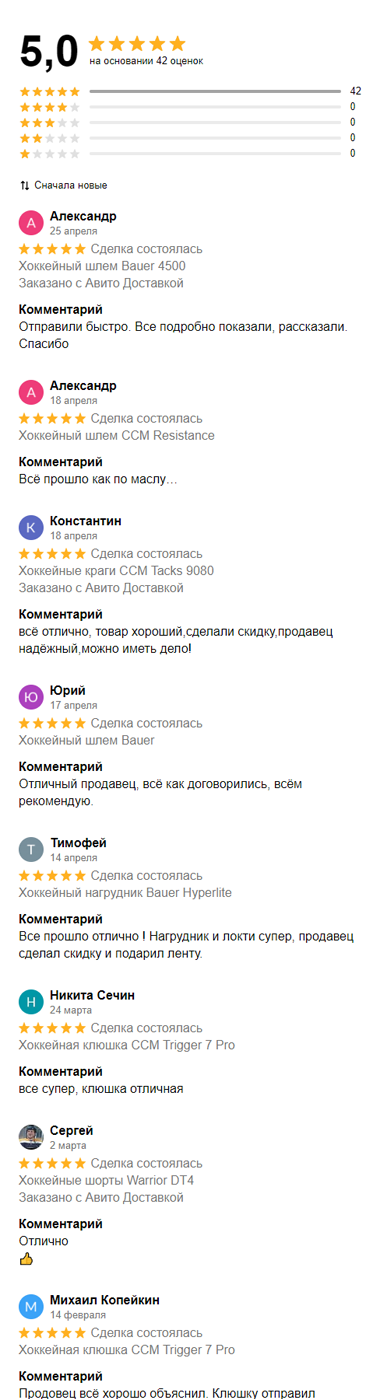 5,0
на основании 42 оценок
42
0
0
0
0
Сначала новые
А
Александр
25 апреля
Сделка состоялась
Хоккейный шлем Bauer 4500
Заказано с Авито Доставкой
Комментарий
Отправили быстро. Все подробно показали, рассказали.
Спасибо
А
Александр
18 апреля
Сделка состоялась
Хоккейный шлем CCM Resistance
Комментарий
Всё прошло как по маслу…
К
Константин
18 апреля
Сделка состоялась
Хоккейные краги CCM Tacks 9080
Заказано с Авито Доставкой
Комментарий
всё отлично, товар хороший,сделали скидку,продавец
надёжный,можно иметь дело!
Ю
Юрий
17 апреля
Сделка состоялась
Хоккейный шлем Bauer
Комментарий
Отличный продавец, всё как договорились, всём
рекомендую.
Т
Тимофей
14 апреля
Сделка состоялась
Хоккейный нагрудник Bauer Hyperlite
Комментарий
Все прошло отлично ! Нагрудник и локти супер, продавец
сделал скидку и подарил ленту.
Н
Никита Сечин
24 марта
Сделка состоялась
Хоккейная клюшка CCM Trigger 7 Pro
Комментарий
все супер, клюшка отличная
Сергей
2 марта
Сделка состоялась
Хоккейные шорты Warrior DT4
Заказано с Авито Доставкой
Комментарий
Отлично
👍
М
Михаил Копейкин
14 февраля
Сделка состоялась
Хоккейная клюшка CCM Trigger 7 Pro
Комментарий
Продовец всё хорошо объяснил. Клюшку отправил